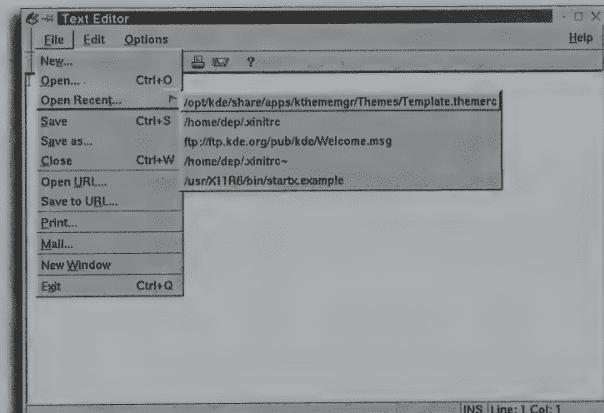 Text Editor
File Edit Options Help
New...
Open... Ctrl+O
Open Recent...
/opt/kde/share/apps/kthememgr/Themes/Template.themerc
Save Ctrl+S
/home/dep/.xinitrc
Save as...
ftp://ftp.kde.org/pub/kde/Welcome.msg
Close Ctrl+W
/home/dep/.xinitrc~
Open URL...
/usr/X11R6/bin/startx.example
Save to URL...
Print...
Mail...
New Window
Exit Ctrl+Q
INS Line: 1 Col: 1